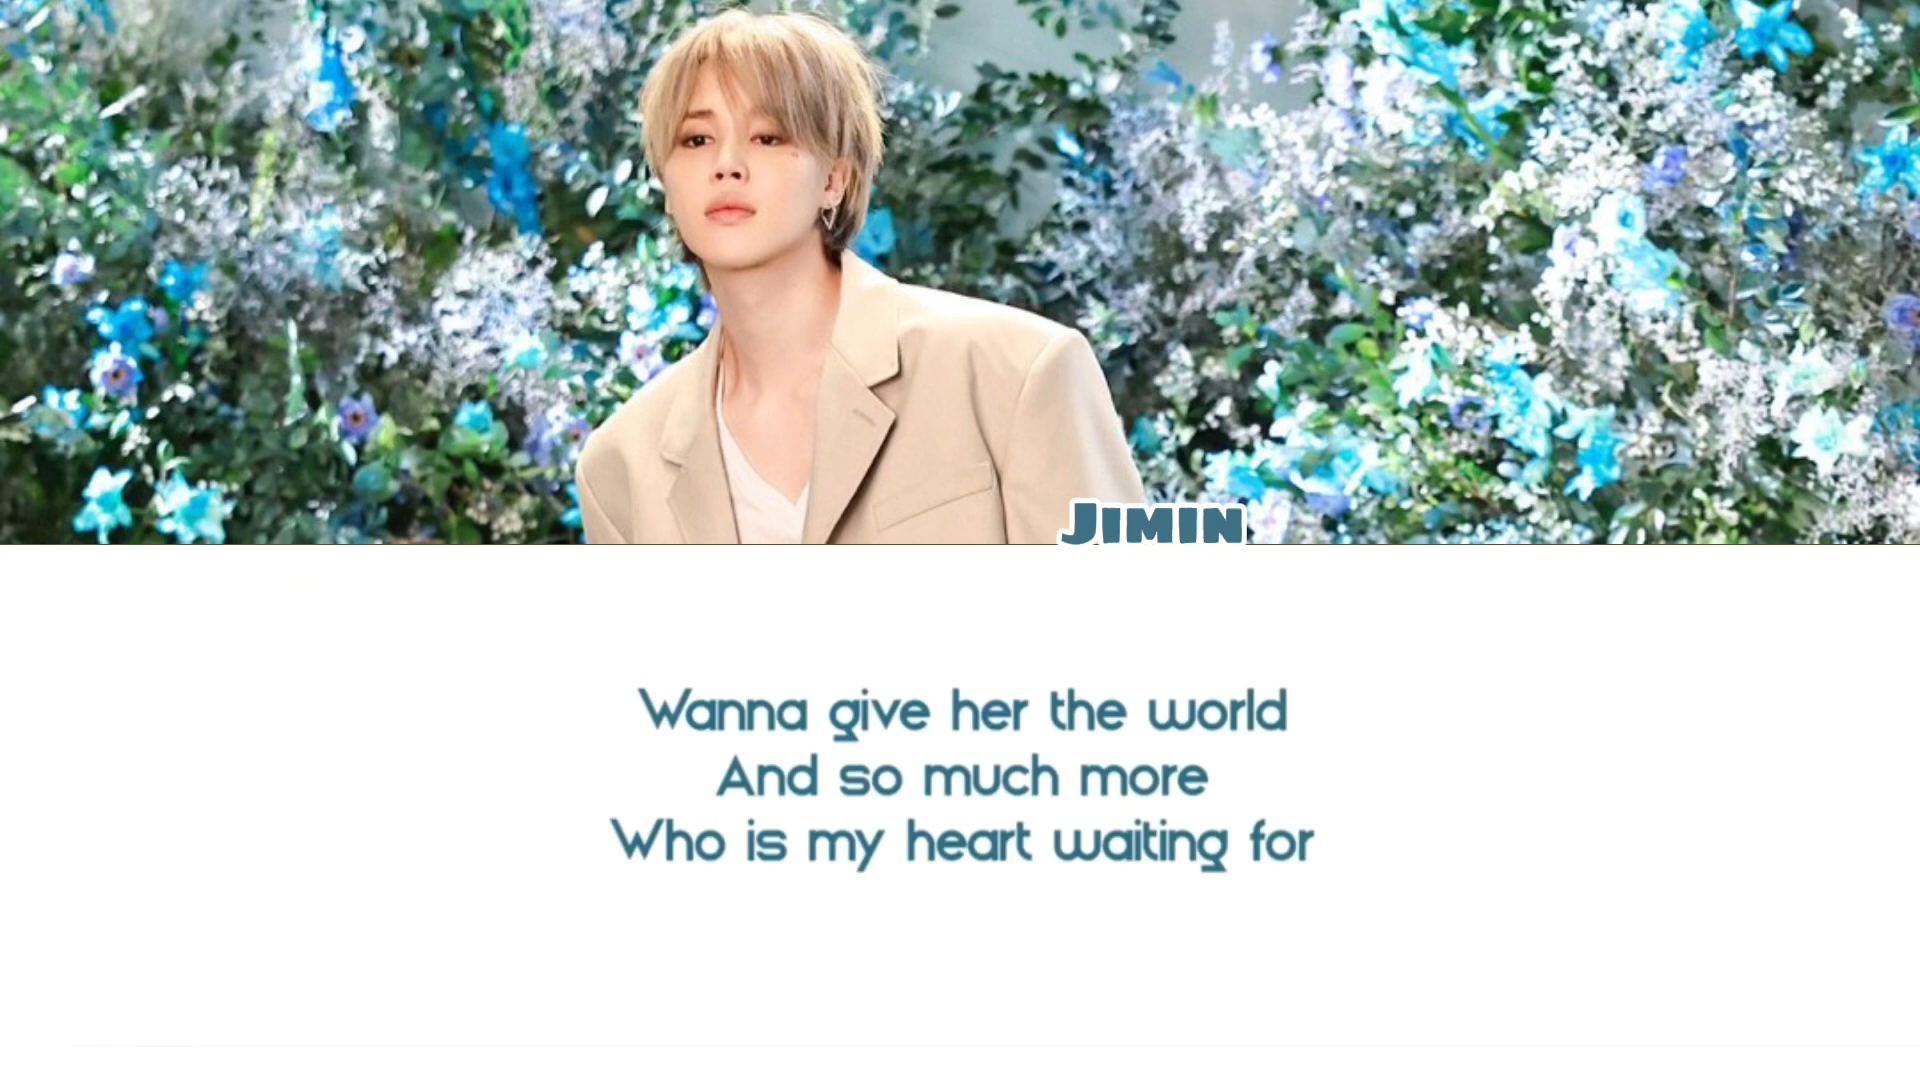 Jimin
Wanna give her the world
And so much more
Who is my heart waiting for